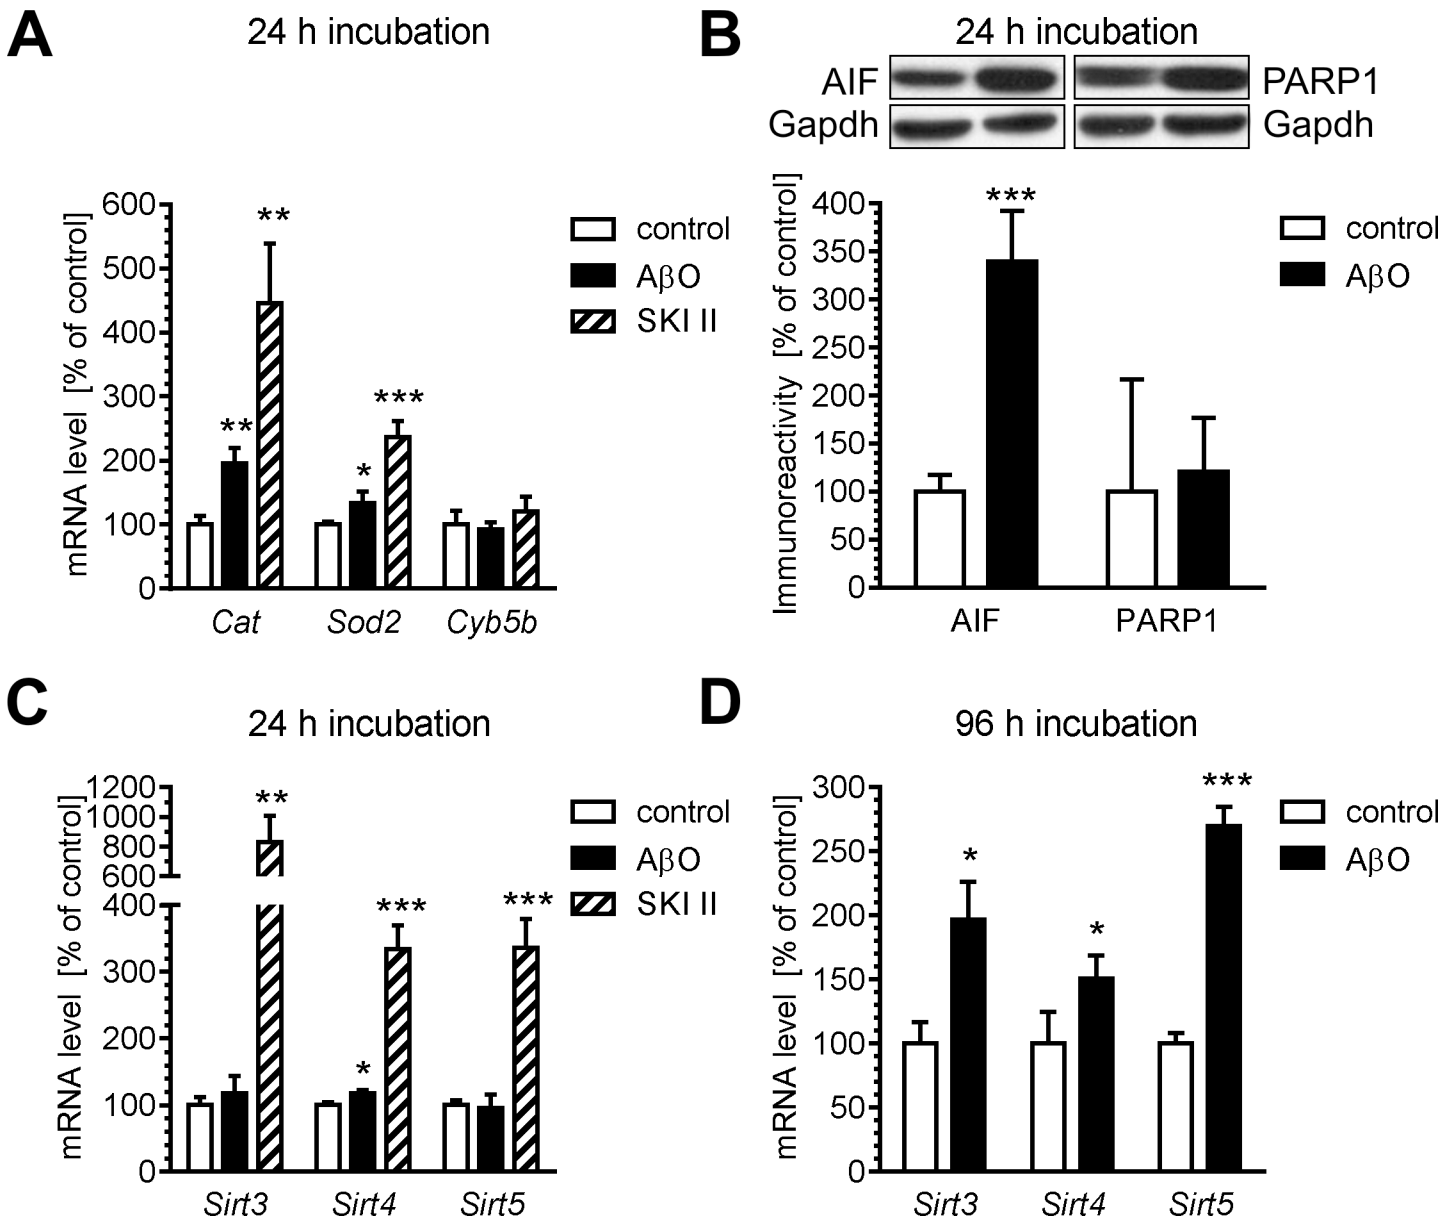 A
24 h incubation
mRNA level [% of control]
600
500
400
300
200
100
0
**
**
*
***
Cat
Sod2
Cyb5b
control
AβO
SKI II
B
24 h incubation
AIF
PARP1
Gapdh
Gapdh
Immunoreactivity [% of control]
400
350
300
250
200
150
100
50
0
***
AIF
PARP1
control
AβO
C
24 h incubation
mRNA level [% of control]
1200
1000
800
600
400
300
200
100
0
**
*
***
***
Sirt3
Sirt4
Sirt5
control
AβO
SKI II
D
96 h incubation
mRNA level [% of control]
300
250
200
150
100
50
0
*
*
***
Sirt3
Sirt4
Sirt5
control
AβO